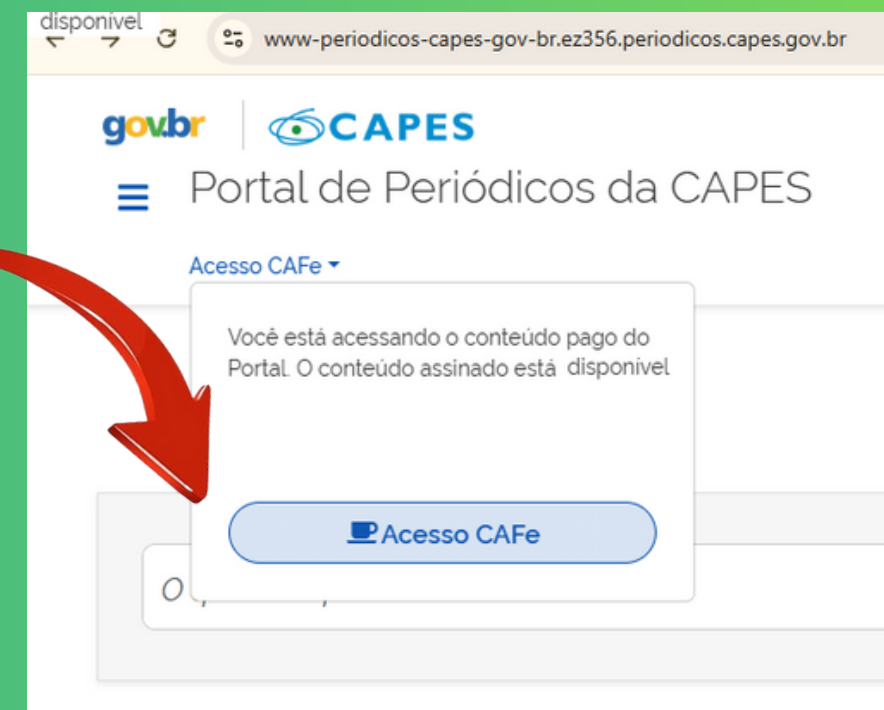 disponível
www-periodicos-capes-gov-br.ez356.periodicos.capes.gov.br
gov.br CAPES
Portal de Periódicos da CAPES
Acesso CAFe
Você está acessando o conteúdo pago do
Portal. O conteúdo assinado está disponível
Acesso CAFe
O